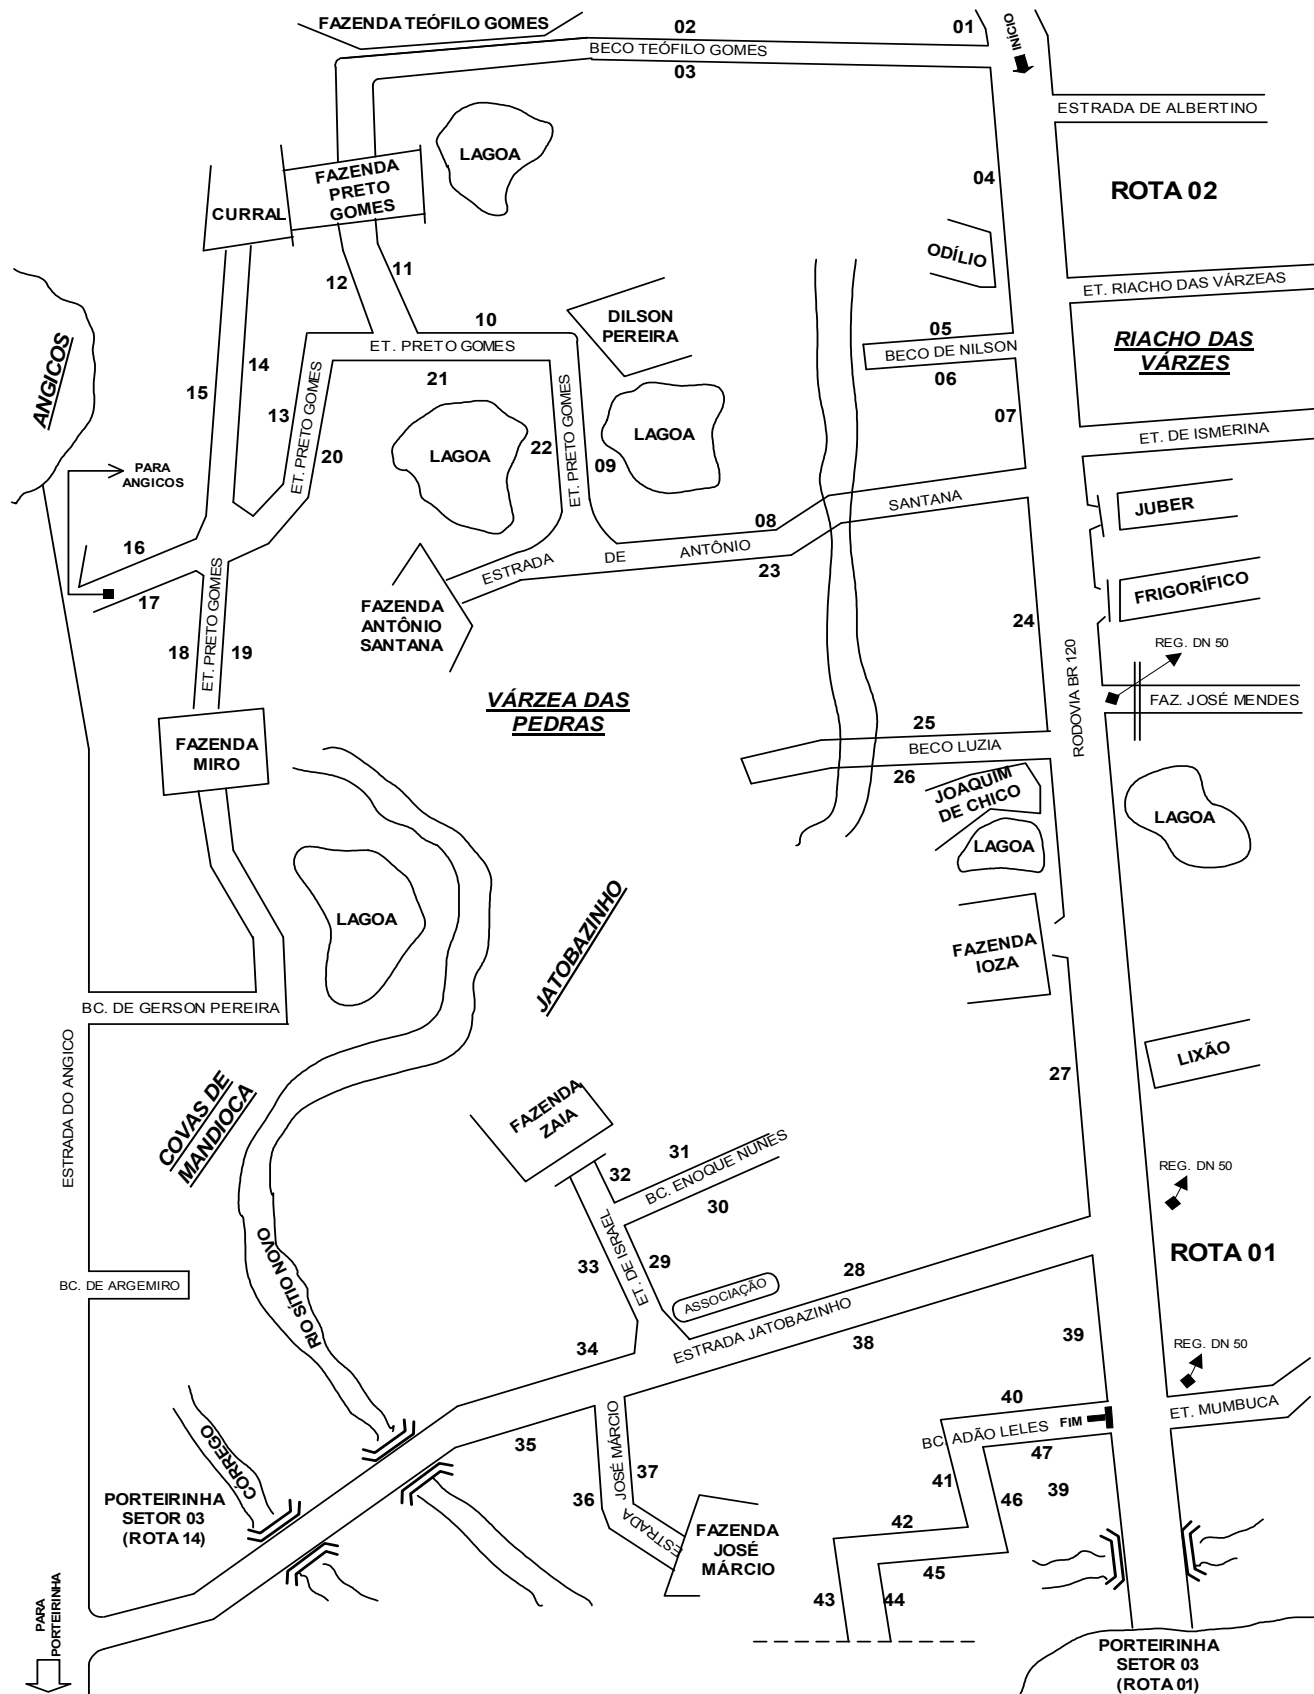 FAZENDA TEÓFILO GOMES
02
01
INÍCIO
BECO TEÓFILO GOMES
03
ESTRADA DE ALBERTINO
LAGOA
FAZENDA
PRETO
GOMES
CURRAL
04
ROTA 02
ODÍLIO
12
11
ET. RIACHO DAS VÁRZEAS
10
DILSON
PEREIRA
05
ET. PRETO GOMES
BECO DE NILSON
RIACHO DAS
VÁRZES
ANGICOS
14
15
21
06
13
ET. PRETO GOMES
20
22
ET. PRETO GOMES
09
07
LAGOA
LAGOA
ET. DE ISMERINA
PARA
ANGICOS
SANTANA
JUBER
08
16
ESTRADA
DE
ANTÔNIO
23
17
FRIGORÍFICO
FAZENDA
ANTÔNIO
SANTANA
24
18
ET. PRETO GOMES
19
RODOVIA BR 120
REG. DN 50
FAZ. JOSÉ MENDES
VÁRZEA DAS
PEDRAS
25
BECO LUZIA
FAZENDA
MIRO
26
JOAQUIM
DE CHICO
LAGOA
LAGOA
LAGOA
JATOBAZINHO
FAZENDA
IOZA
BC. DE GERSON PEREIRA
ESTRADA DO ANGICO
LIXÃO
27
COVAS DE
MANDIOCA
FAZENDA
ZAIA
31
BC. ENOQUE NUNES
32
30
REG. DN 50
RIO SÍTIO NOVO
33
ET. DE ISRAEL
29
28
ROTA 01
BC. DE ARGEMIRO
ASSOCIAÇÃO
ESTRADA JATOBAZINHO
34
38
39
REG. DN 50
40
ET. MUMBUCA
BC. ADÃO LELES
FIM
CÓRREGO
35
JOSÉ MÁRCIO
37
47
41
46
39
36
ESTRADA
PORTEIRINHA
SETOR 03
(ROTA 14)
FAZENDA
JOSÉ
MÁRCIO
42
45
43
44
PARA
PORTEIRINHA
PORTEIRINHA
SETOR 03
(ROTA 01)